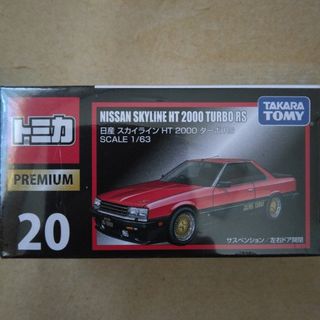 トミカ
PREMIUM
20
NISSAN SKYLINE HT 2000 TURBO RS
日産 スカイライン HT 2000 ターボ RS
SCALE 1/63
TAKARA TOMY
サスペンション／左右ドア開閉